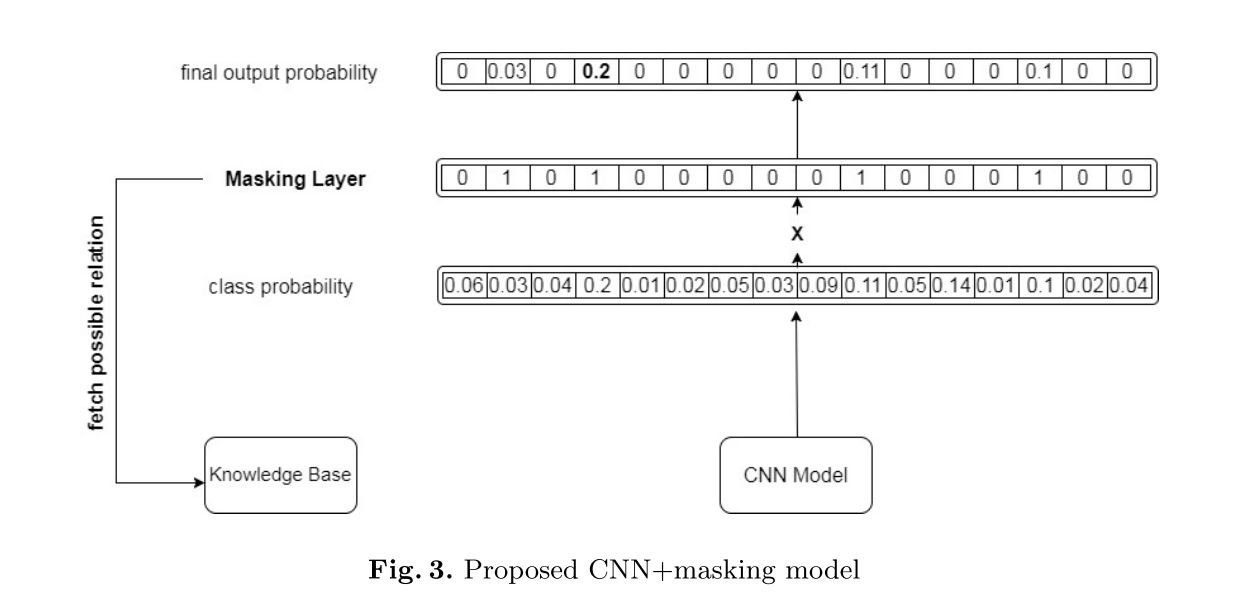 final output probability 0 0.03 0 0.2 0 0 0 0 0 0.11 0 0 0 0.1 0 0
Masking Layer 0 1 0 1 0 0 0 0 0 1 0 0 0 1 0 0
fetch possible relation
X
class probability 0.06 0.03 0.04 0.2 0.01 0.02 0.05 0.03 0.09 0.11 0.05 0.14 0.01 0.1 0.02 0.04
Knowledge Base
CNN Model
Fig. 3. Proposed CNN+masking model